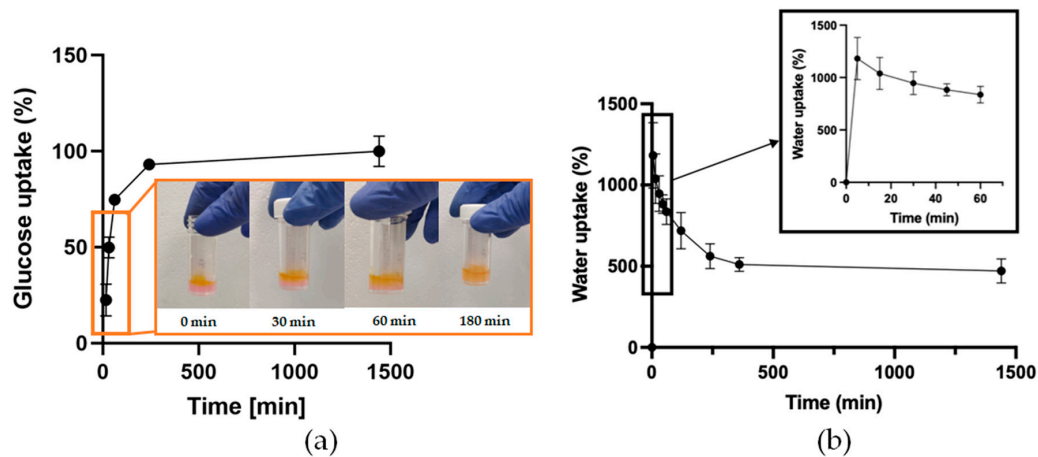 150
100
50
0
Glucose uptake (%)
0 min
30 min
60 min
180 min
0
500
1000
1500
Time [min]
(a)
1500
1000
500
0
Water uptake (%)
0
500
1000
1500
Time (min)
1500
1000
500
0
Water uptake (%)
0
20
40
60
Time (min)
(b)